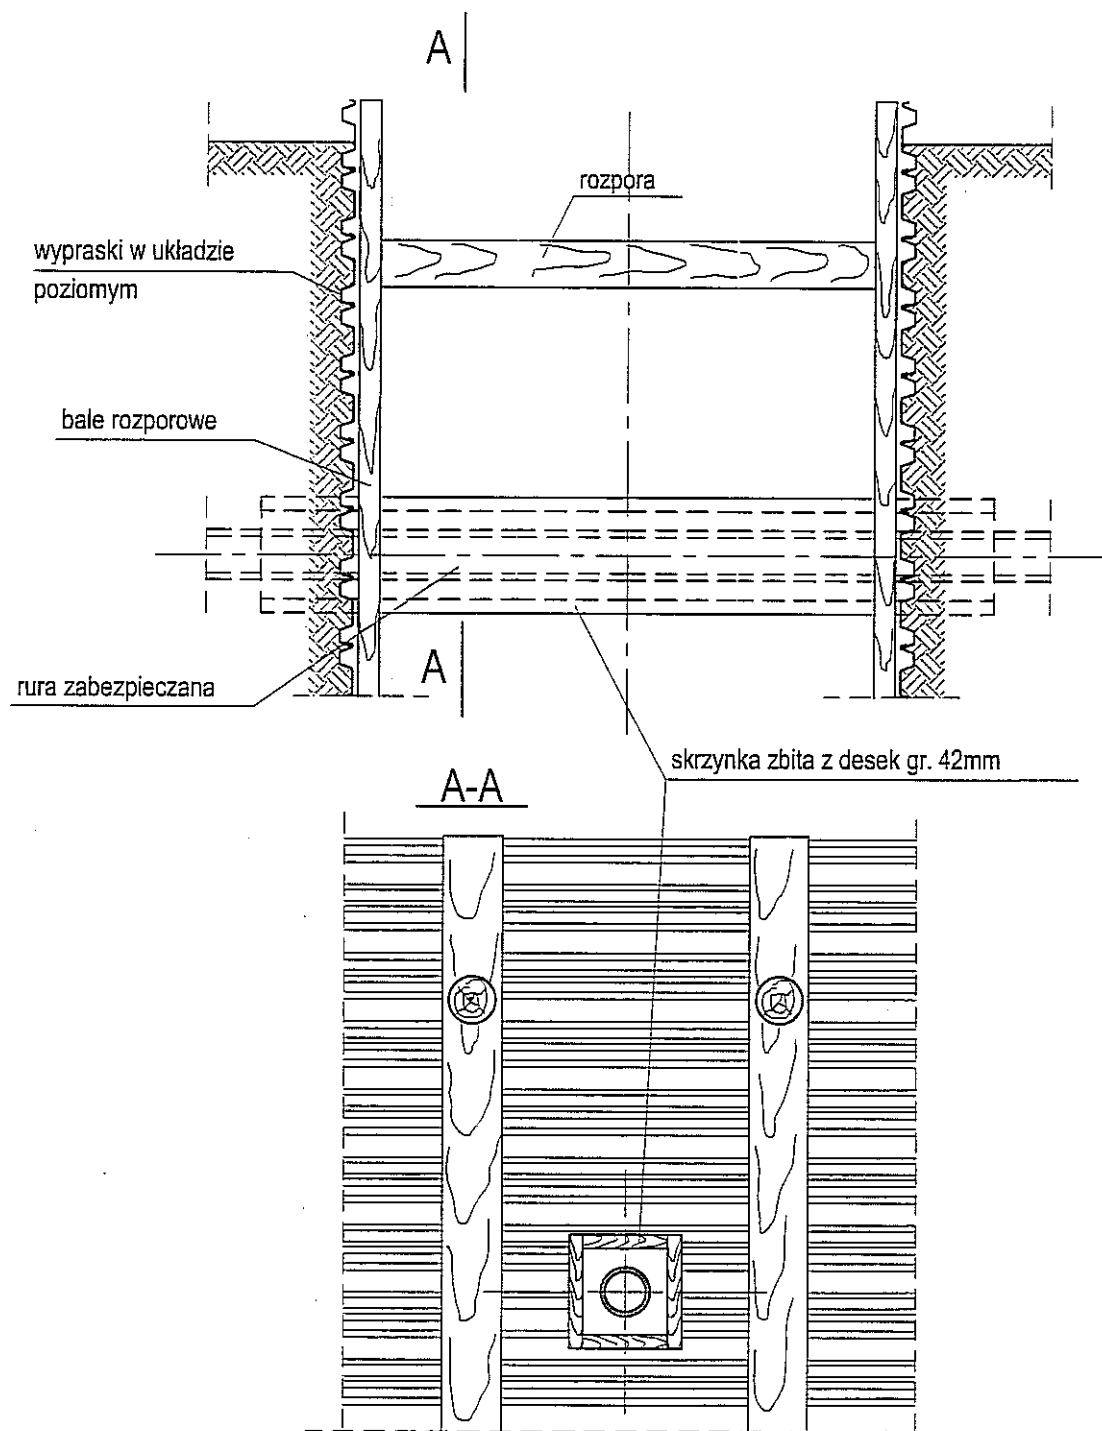 A
rozpora
wypraski w układzie
poziomym
bale rozporowe
A
rura zabezpieczana
skrzynka zbita z desek gr. 42mm
A-A